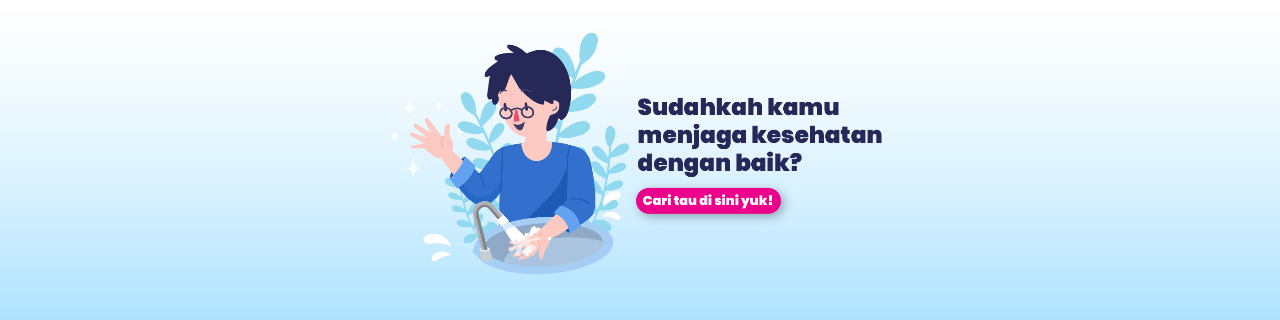 Sudahkah kamu
menjaga kesehatan
dengan baik?
Cari tau di sini yuk!